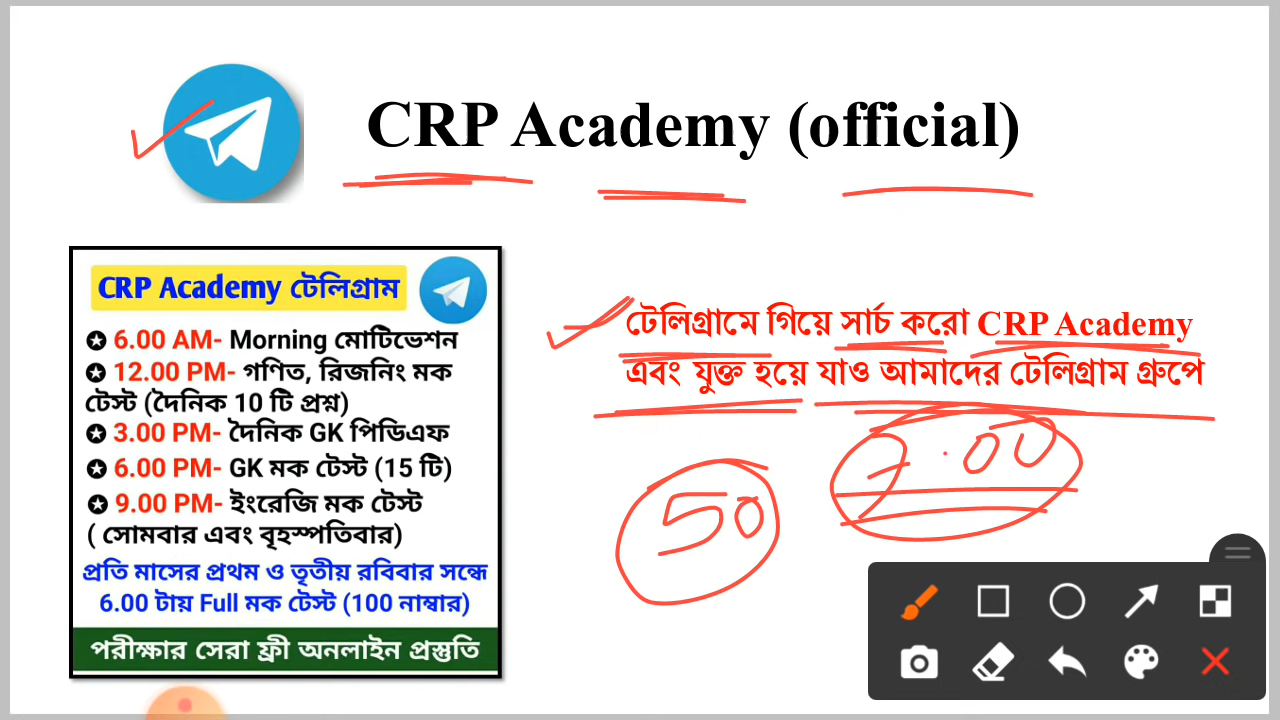 CRP Academy (official)
CRP Academy টেলিগ্রাম
6.00 AM- Morning মোটিভেশন
12.00 PM- গণিত, রিজনিং মক
টেস্ট (দৈনিক 10 টি প্রশ্ন)
3.00 PM- দৈনিক GK পিডিএফ
6.00 PM- GK মক টেস্ট (15 টি)
9.00 PM- ইংরেজি মক টেস্ট
( সোমবার এবং বৃহস্পতিবার)
প্রতি মাসের প্রথম ও তৃতীয় রবিবার সন্ধে
6.00 টায় Full মক টেস্ট (100 নাম্বার)
পরীক্ষার সেরা ফ্রী অনলাইন প্রস্তুতি
টেলিগ্রামে গিয়ে সার্চ করো CRP Academy
এবং যুক্ত হয়ে যাও আমাদের টেলিগ্রাম গ্রুপে
50
7.00